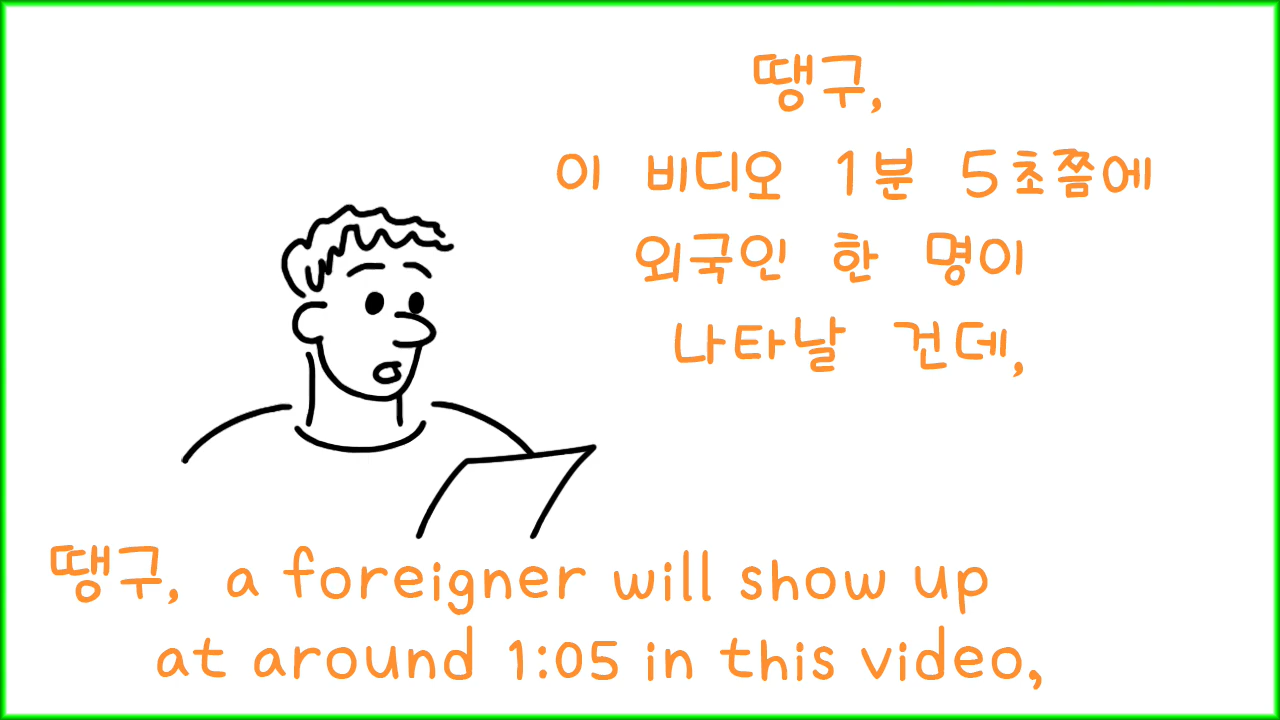 땡구,
이 비디오 1분 5초쯤에
외국인 한 명이
나타날 건데,
땡구, a foreigner will show up
at around 1:05 in this video,